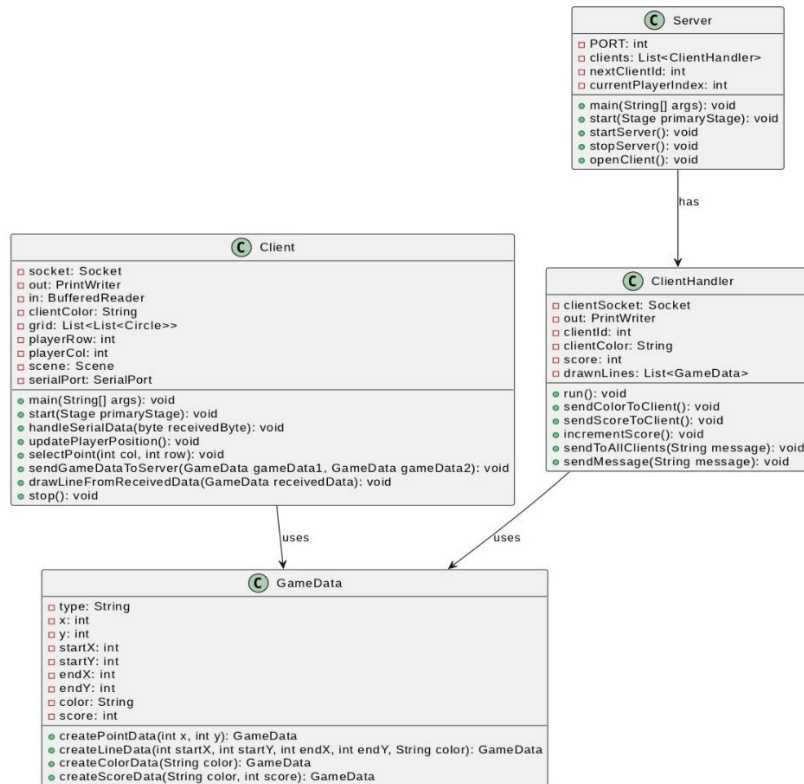 C Server
PORT: int
clients: List<ClientHandler>
nextClientId: int
currentPlayerIndex: int
main(String[] args): void
start(Stage primaryStage): void
startServer(): void
stopServer(): void
openClient(): void
has
C Client
socket: Socket
out: PrintWriter
in: BufferedReader
clientColor: String
grid: List<List<Circle>>
playerRow: int
playerCol: int
scene: Scene
serialPort: SerialPort
main(String[] args): void
start(Stage primaryStage): void
handleSerialData(byte receivedByte): void
updatePlayerPosition(): void
selectPoint(int col, int row): void
sendGameDataToServer(GameData gameData1, GameData gameData2): void
drawLineFromReceivedData(GameData receivedData): void
stop(): void
C ClientHandler
clientSocket: Socket
out: PrintWriter
clientId: int
clientColor: String
score: int
drawnLines: List<GameData>
run(): void
sendColorToClient(): void
sendScoreToClient(): void
incrementScore(): void
sendToAllClients(String message): void
sendMessage(String message): void
uses
uses
C GameData
type: String
x: int
y: int
startX: int
startY: int
endX: int
endY: int
color: String
score: int
createPointData(int x, int y): GameData
createLineData(int startX, int startY, int endX, int endY, String color): GameData
createColorData(String color): GameData
createScoreData(String color, int score): GameData